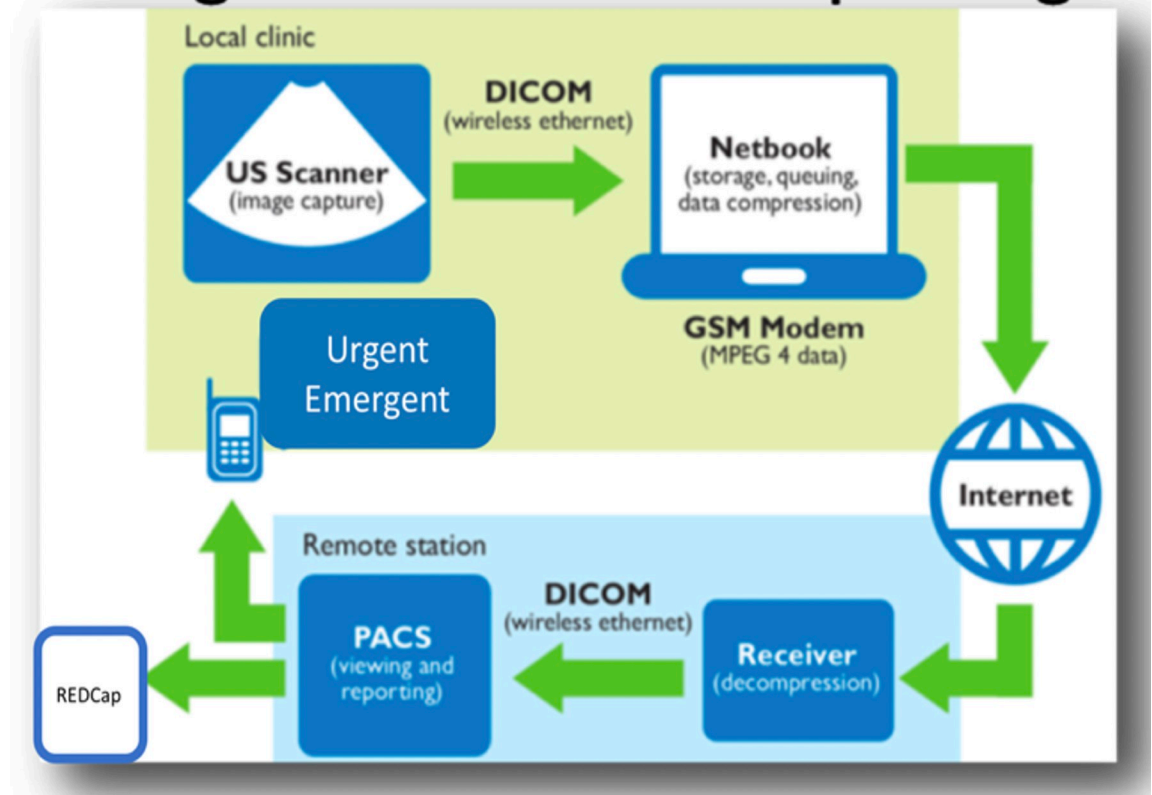 Local clinic
US Scanner
(image capture)
DICOM
(wireless ethernet)
Netbook
(storage, queuing,
data compression)
GSM Modem
(MPEG 4 data)
Urgent
Emergent
Internet
Remote station
PACS
(viewing and
reporting)
DICOM
(wireless ethernet)
Receiver
(decompression)
REDCap